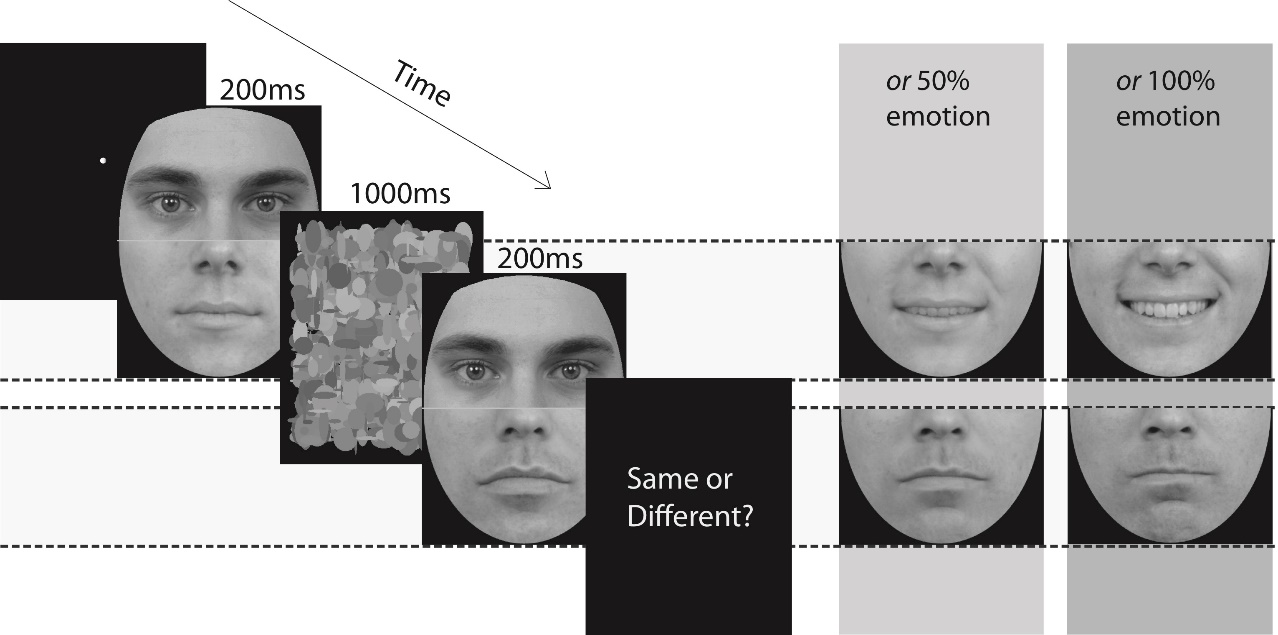 Time
200ms
1000ms
200ms
Same or
Different?
or 50%
emotion
or 100%
emotion